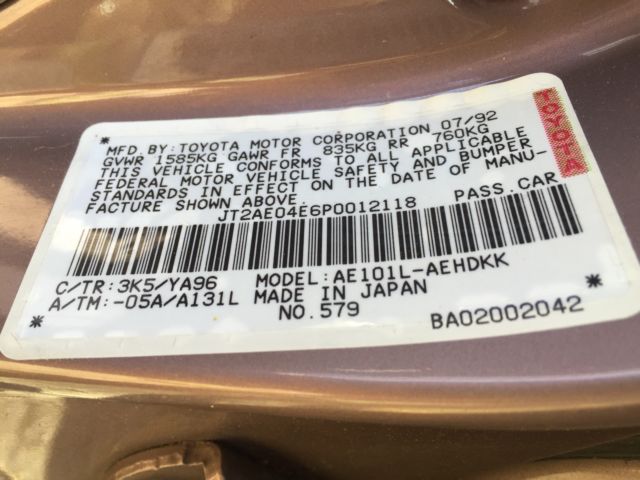 MFD. BY: TOYOTA MOTOR CORPORATION 07/92
GVWR 1585KG GAWR FR 835KG RR 760KG
THIS VEHICLE CONFORMS TO ALL APPLICABLE
FEDERAL MOTOR VEHICLE SAFETY AND BUMPER
STANDARDS IN EFFECT ON THE DATE OF MANU-
FACTURE SHOWN ABOVE.
TOYOTA
JT2AE04E6P0012118 PASS. CAR
C/TR: 3K5/YA96 MODEL: AE101L-AEHDKK
A/TM: -05A/A131L MADE IN JAPAN
NO. 579 BA02002042